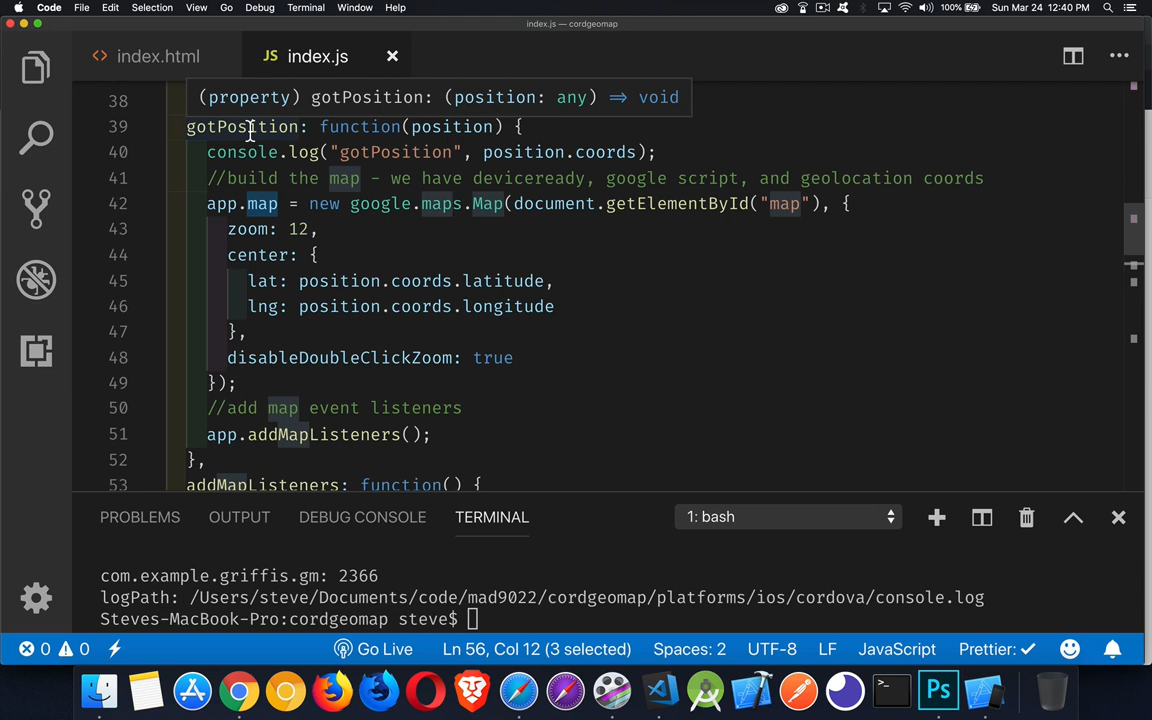 Code File Edit Selection View Go Debug Terminal Window Help 100% Sun Mar 24 12:40 PM
index.js — cordgeomap
<> index.html JS index.js
(property) gotPosition: (position: any) => void
38
39 gotPosition: function(position) {
40 console.log("gotPosition", position.coords);
41 //build the map - we have deviceready, google script, and geolocation coords
42 app.map = new google.maps.Map(document.getElementById("map"), {
43 zoom: 12,
44 center: {
45 lat: position.coords.latitude,
46 lng: position.coords.longitude
47 },
48 disableDoubleClickZoom: true
49 });
50 //add map event listeners
51 app.addMapListeners();
52 },
53 addMapListeners: function() {
PROBLEMS OUTPUT DEBUG CONSOLE TERMINAL 1: bash
com.example.griffis.gm: 2366
logPath: /Users/steve/Documents/code/mad9022/cordgeomap/platforms/ios/cordova/console.log
Steves-MacBook-Pro:cordgeomap steve$
0 0 Go Live Ln 56, Col 12 (3 selected) Spaces: 2 UTF-8 LF JavaScript Prettier: ✓
>_ Ps